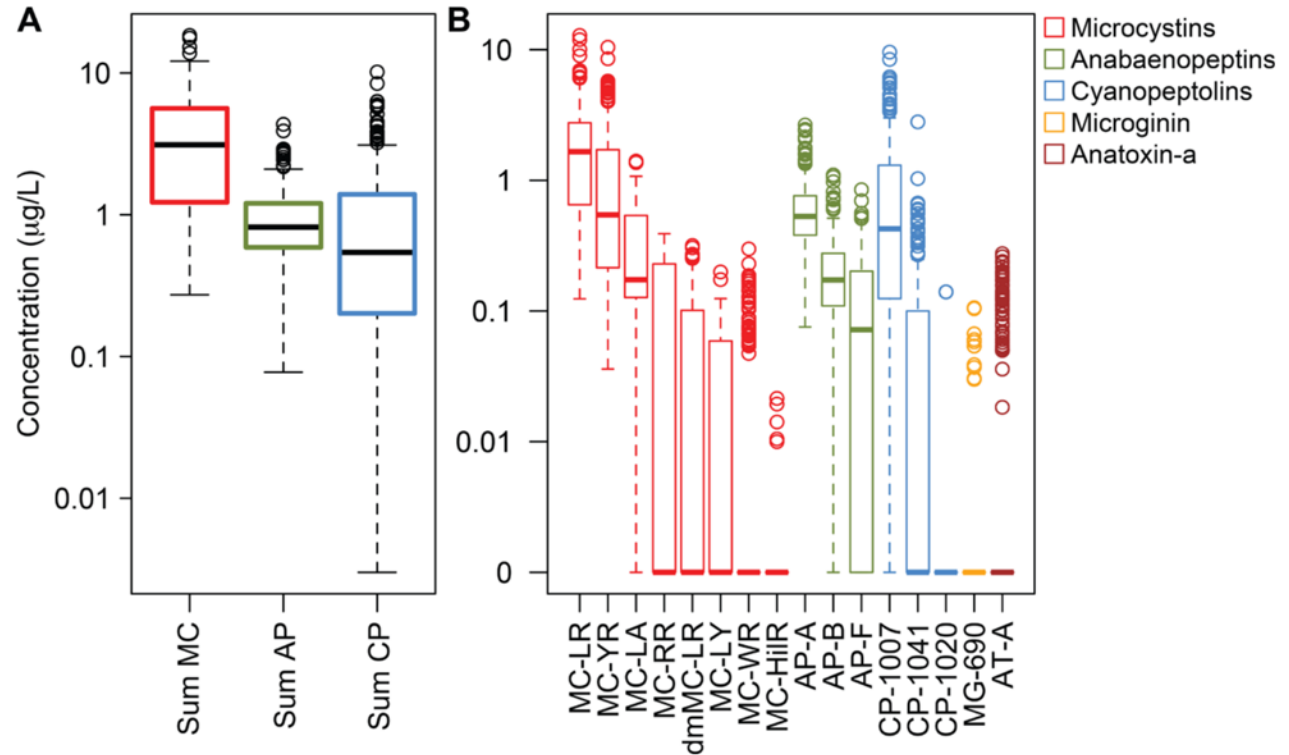 A
Concentration (µg/L)
10
1
0.1
0.01
Sum MC
Sum AP
Sum CP
B
10
1
0.1
0.01
0
MC-LR
MC-YR
MC-LA
MC-RR
dmMC-LR
MC-LY
MC-WR
MC-HilR
AP-A
AP-B
AP-F
CP-1007
CP-1041
CP-1020
MG-690
AT-A
Microcystins
Anabaenopeptins
Cyanopeptolins
Microginin
Anatoxin-a